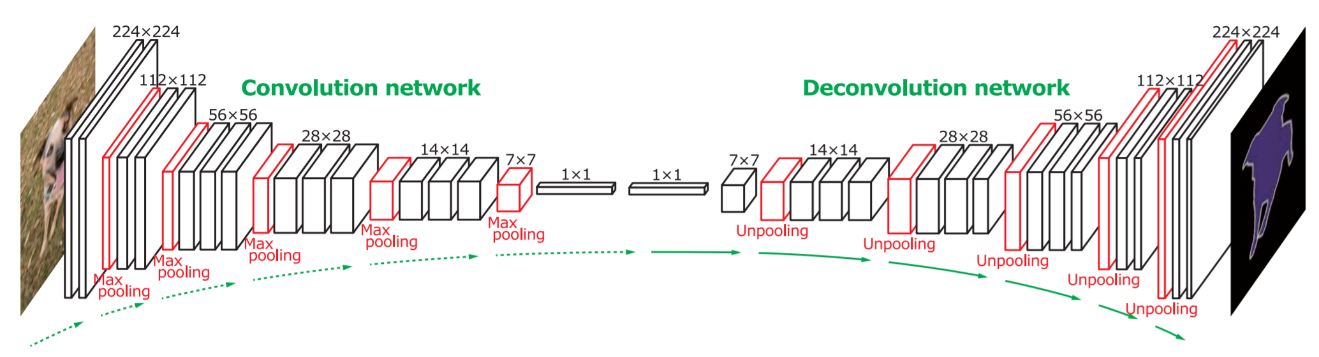 224×224
112×112
56×56
28×28
14×14
7×7
1×1
1×1
7×7
14×14
28×28
56×56
112×112
224×224
Convolution network
Deconvolution network
Max
pooling
Max
pooling
Max
pooling
Max
pooling
Max
pooling
Unpooling
Unpooling
Unpooling
Unpooling
Unpooling